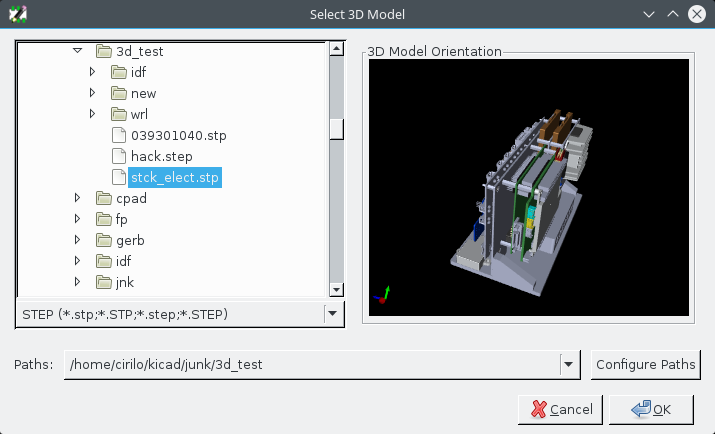 Select 3D Model
3d_test
idf
new
wrl
039301040.stp
hack.step
stck_elect.stp
cpad
fp
gerb
idf
jnk
STEP (*.stp;*.STP;*.step;*.STEP)
3D Model Orientation
Paths: /home/cirilo/kicad/junk/3d_test Configure Paths
Cancel OK